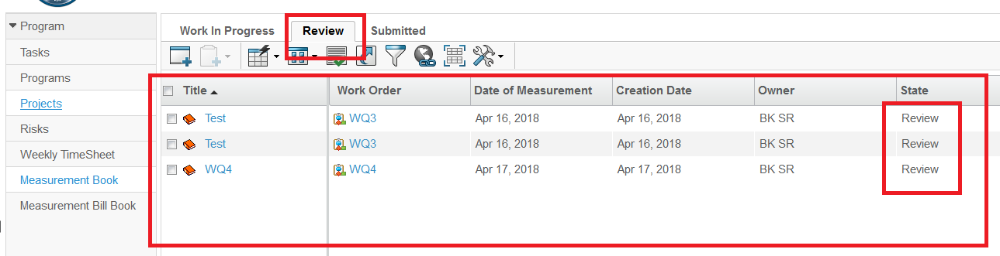 Program
Tasks
Programs
Projects
Risks
Weekly TimeSheet
Measurement Book
Measurement Bill Book
Work In Progress Review Submitted
Title Work Order Date of Measurement Creation Date Owner State
Test WQ3 Apr 16, 2018 Apr 16, 2018 BK SR Review
Test WQ3 Apr 16, 2018 Apr 16, 2018 BK SR Review
WQ4 WQ4 Apr 17, 2018 Apr 17, 2018 BK SR Review